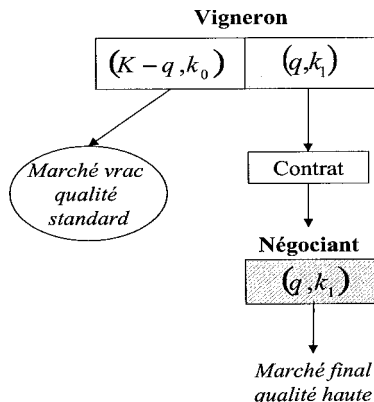 Vigneron
(K − q, k₀) (q, k₁)
Marché vrac
qualité
standard
Contrat
Négociant
(q, k₁)
Marché final
qualité haute